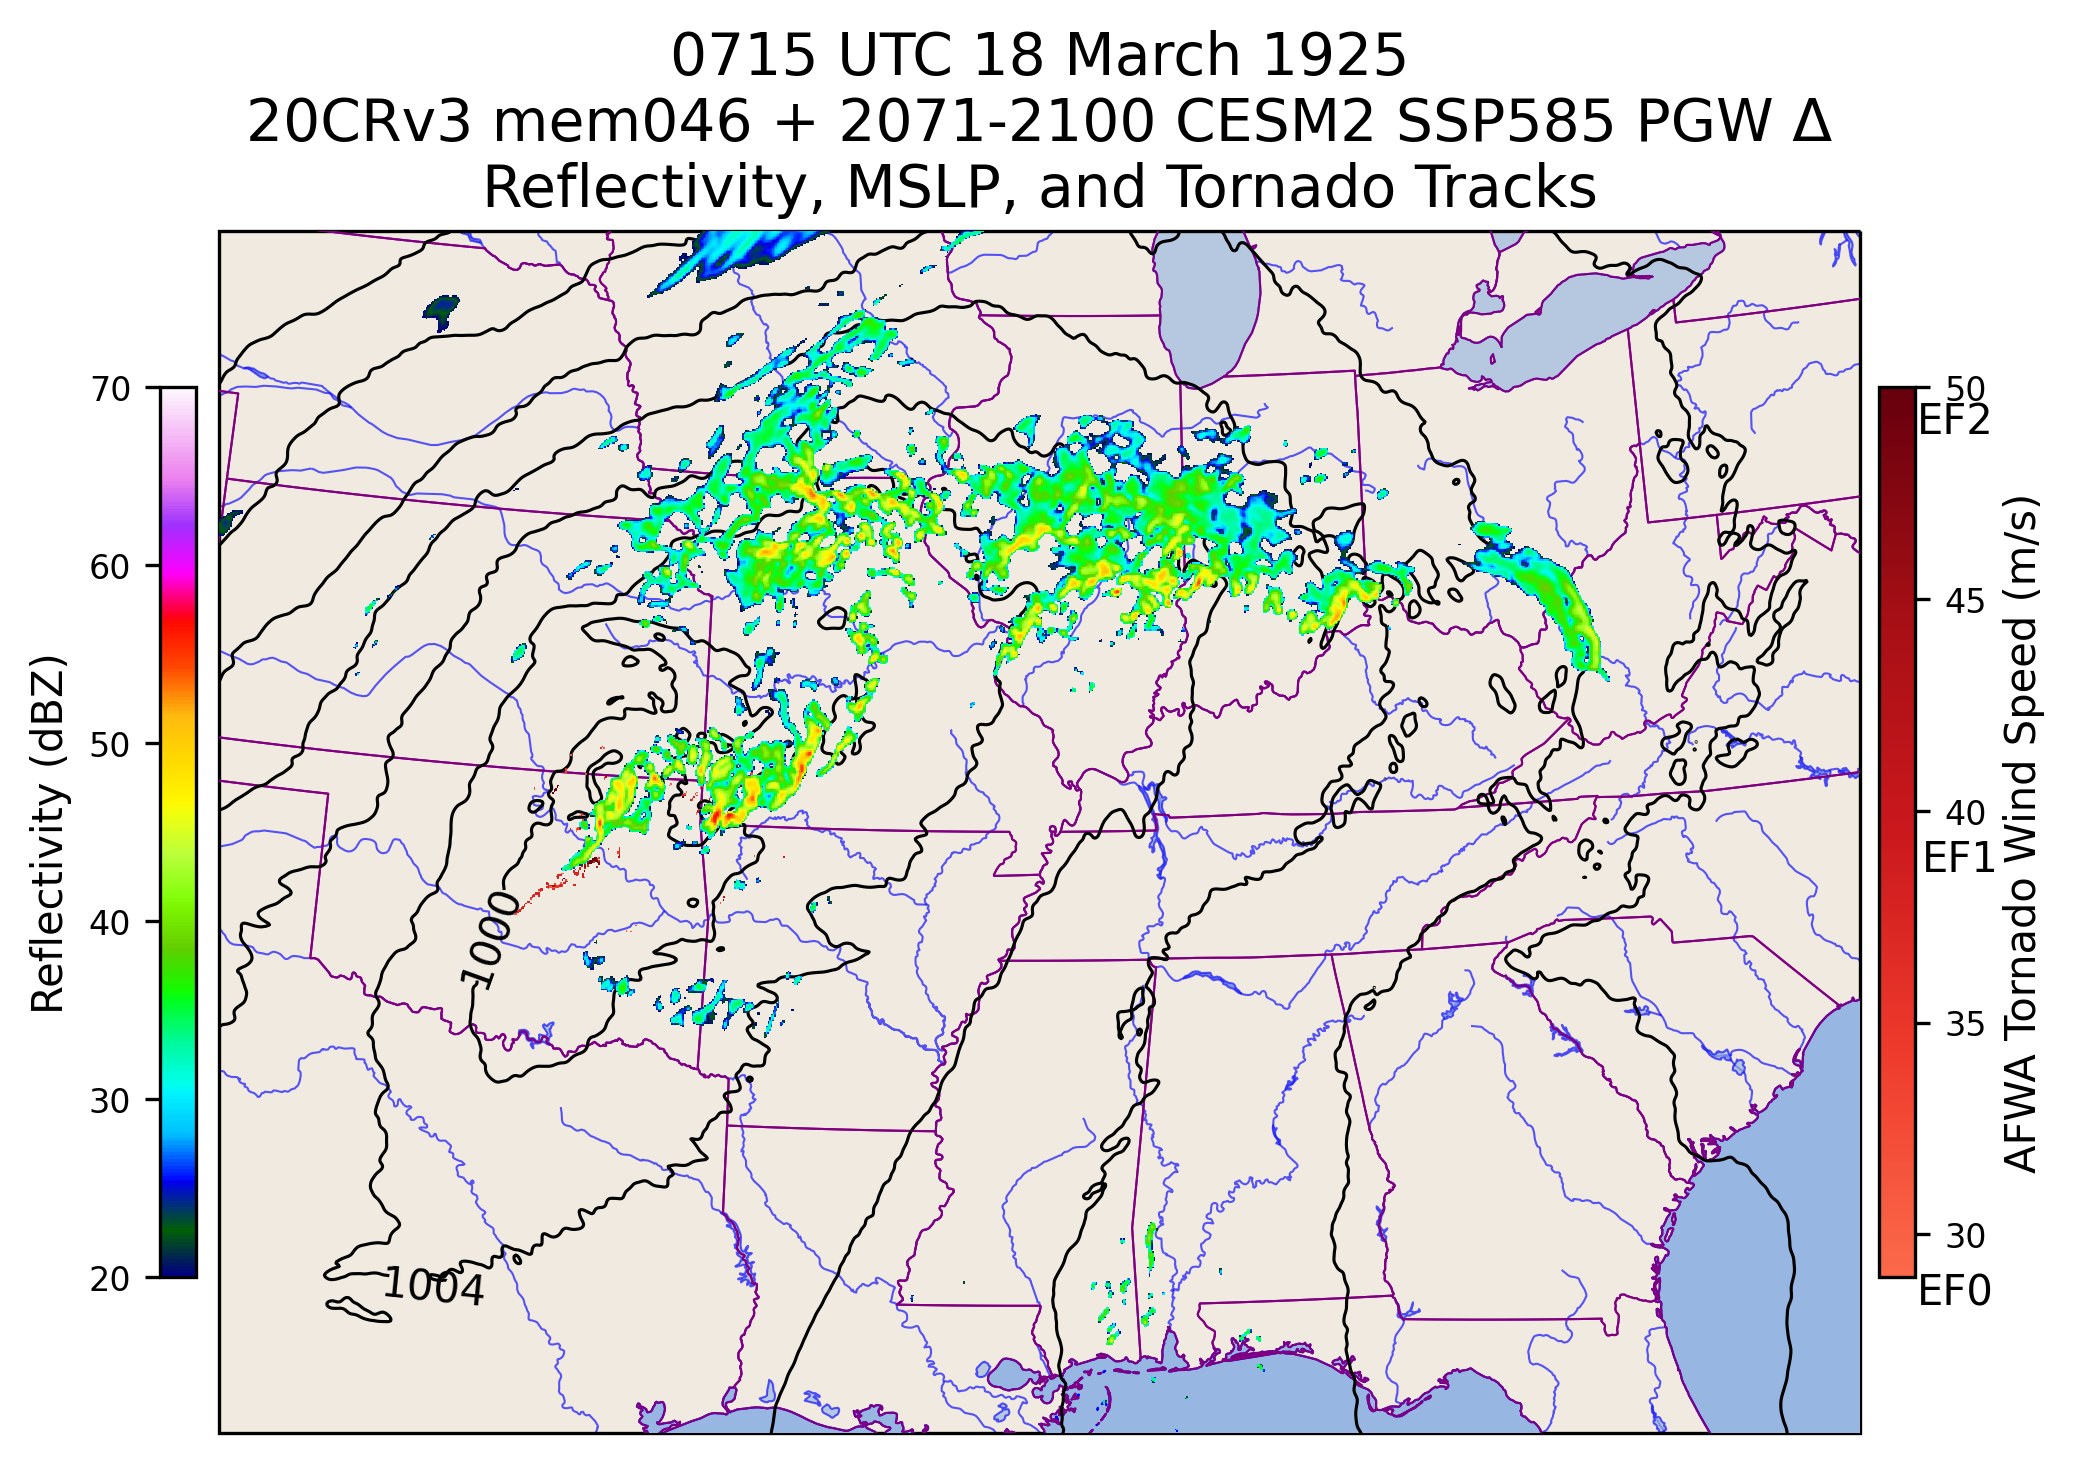 0715 UTC 18 March 1925
20CRv3 mem046 + 2071-2100 CESM2 SSP585 PGW Δ
Reflectivity, MSLP, and Tornado Tracks
70
60
50
40
30
20
Reflectivity (dBZ)
1000
1004
50
EF2
45
40
EF1
35
30
EF0
AFWA Tornado Wind Speed (m/s)